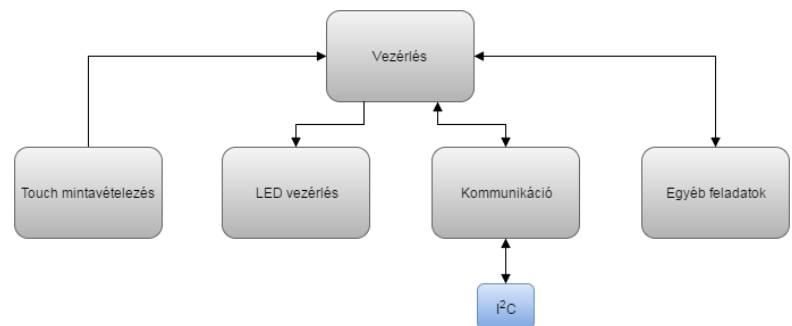 Vezérlés
Touch mintavételezés
LED vezérlés
Kommunikáció
Egyéb feladatok
I²C